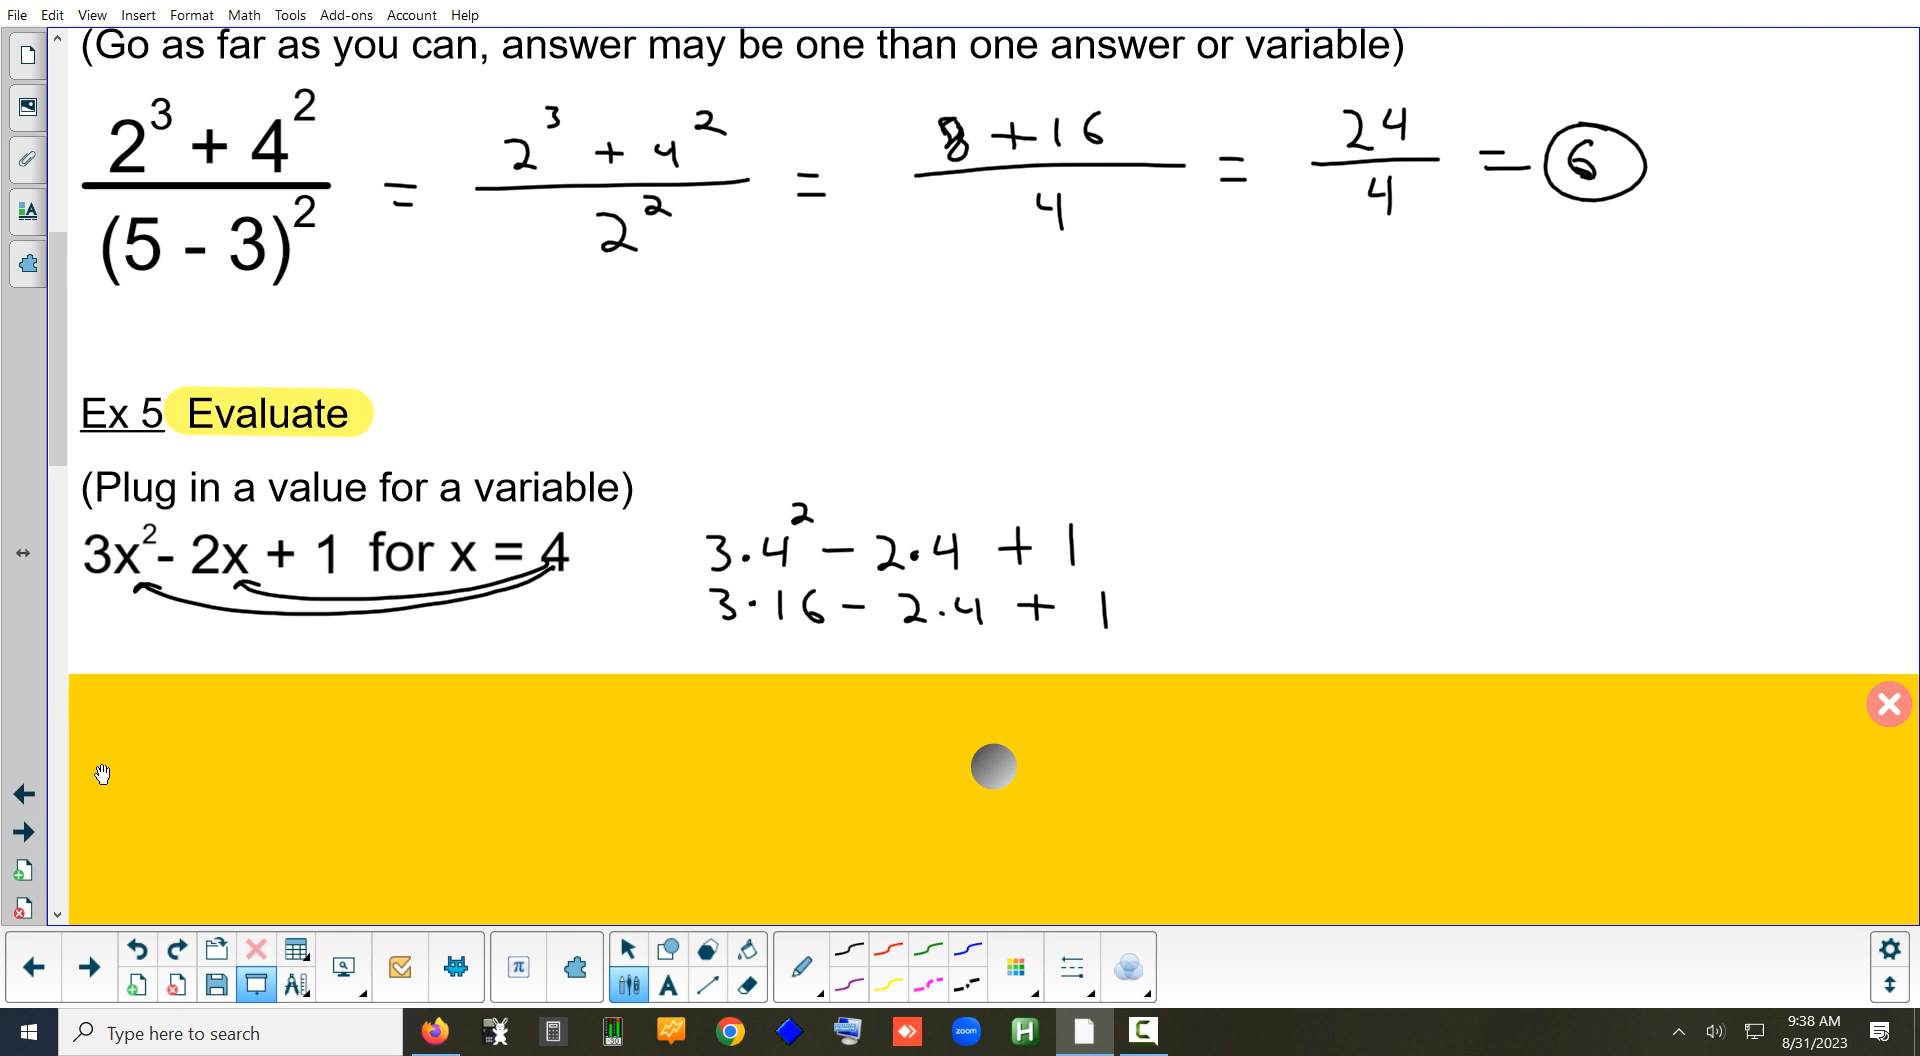 File Edit View Insert Format Math Tools Add-ons Account Help
(Go as far as you can, answer may be one than one answer or variable)
(2³ + 4²)/(5 - 3)² = (2³ + 4²)/2² = (8 + 16)/4 = 24/4 = 6
Ex 5 Evaluate
(Plug in a value for a variable)
3x² - 2x + 1 for x = 4
3·4² - 2·4 + 1
3·16 - 2·4 + 1
π
A
Type here to search
zoom
H
C
9:38 AM
8/31/2023